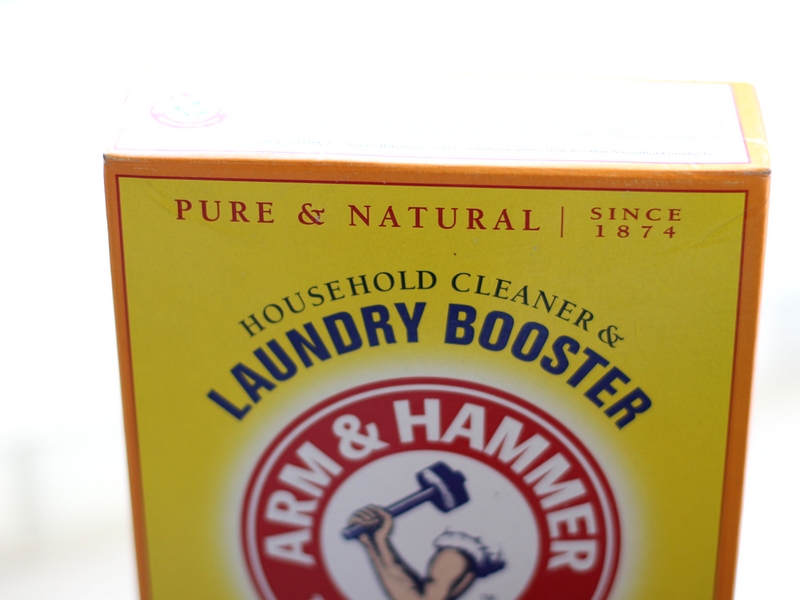 PURE & NATURAL | SINCE 1874
HOUSEHOLD CLEANER &
LAUNDRY BOOSTER
ARM & HAMMER